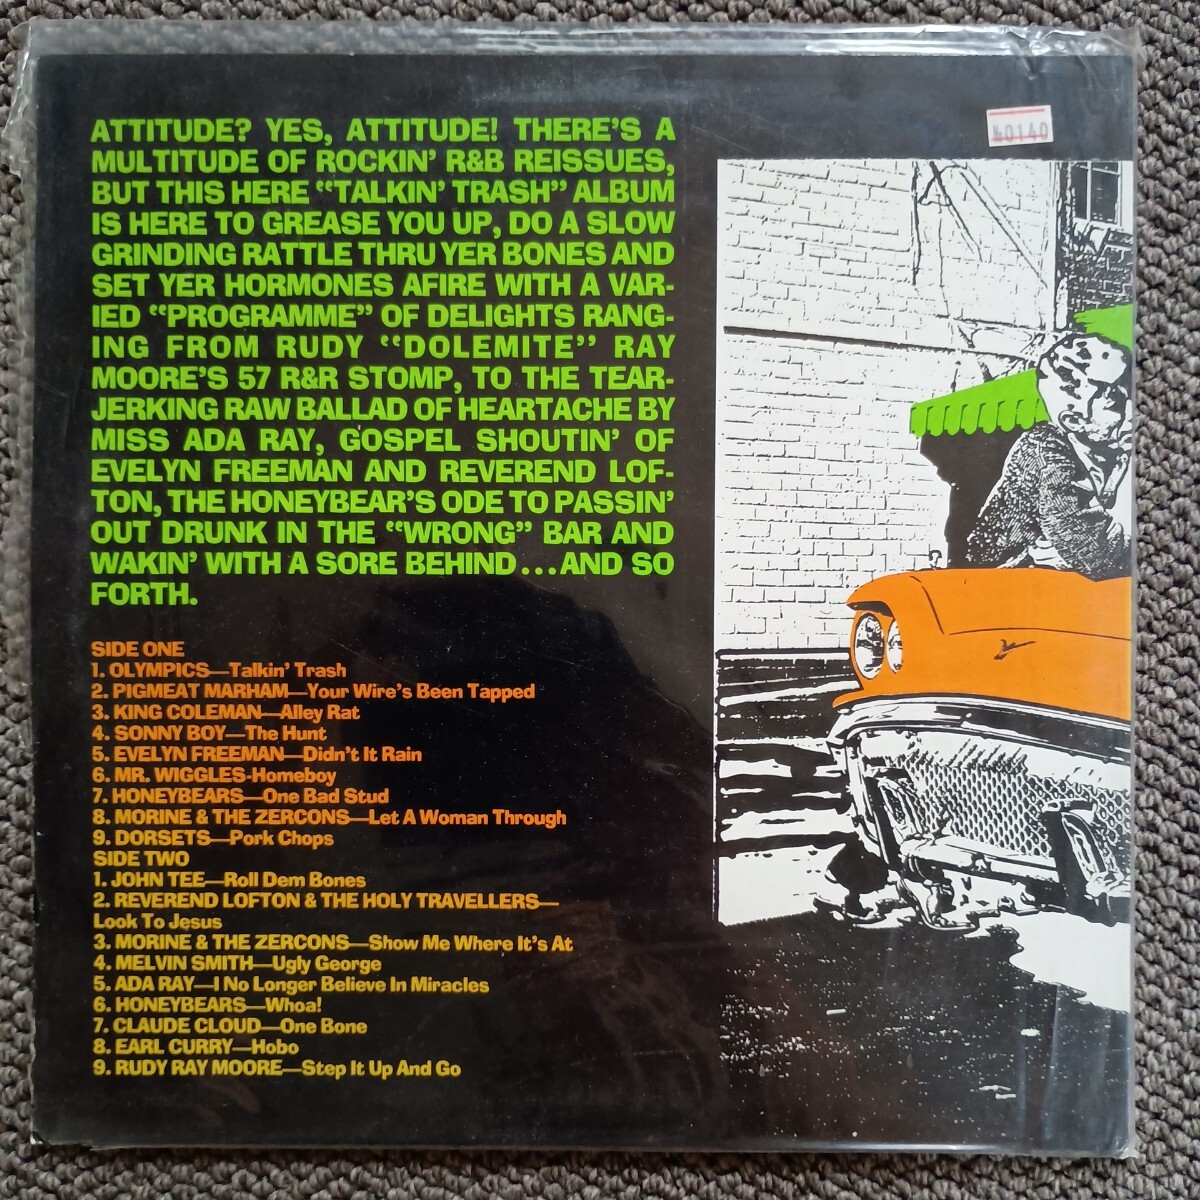 ATTITUDE? YES, ATTITUDE! THERE'S A
MULTITUDE OF ROCKIN' R&B REISSUES,
BUT THIS HERE "TALKIN' TRASH" ALBUM
IS HERE TO GREASE YOU UP, DO A SLOW
GRINDING RATTLE THRU YER BONES AND
SET YER HORMONES AFIRE WITH A VAR-
IED "PROGRAMME" OF DELIGHTS RANG-
ING FROM RUDY "DOLEMITE" RAY
MOORE'S 57 R&R STOMP, TO THE TEAR-
JERKING RAW BALLAD OF HEARTACHE BY
MISS ADA RAY, GOSPEL SHOUTIN' OF
EVELYN FREEMAN AND REVEREND LOF-
TON, THE HONEYBEAR'S ODE TO PASSIN'
OUT DRUNK IN THE "WRONG" BAR AND
WAKIN' WITH A SORE BEHIND...AND SO
FORTH.
SIDE ONE
1. OLYMPICS—Talkin' Trash
2. PIGMEAT MARHAM—Your Wire's Been Tapped
3. KING COLEMAN—Alley Rat
4. SONNY BOY—The Hunt
5. EVELYN FREEMAN—Didn't It Rain
6. MR. WIGGLES-Homeboy
7. HONEYBEARS—One Bad Stud
8. MORINE & THE ZERCONS—Let A Woman Through
9. DORSETS—Pork Chops
SIDE TWO
1. JOHN TEE—Roll Dem Bones
2. REVEREND LOFTON & THE HOLY TRAVELLERS—
Look To Jesus
3. MORINE & THE ZERCONS—Show Me Where It's At
4. MELVIN SMITH—Ugly George
5. ADA RAY—I No Longer Believe In Miracles
6. HONEYBEARS—Whoa!
7. CLAUDE CLOUD—One Bone
8. EARL CURRY—Hobo
9. RUDY RAY MOORE—Step It Up And Go